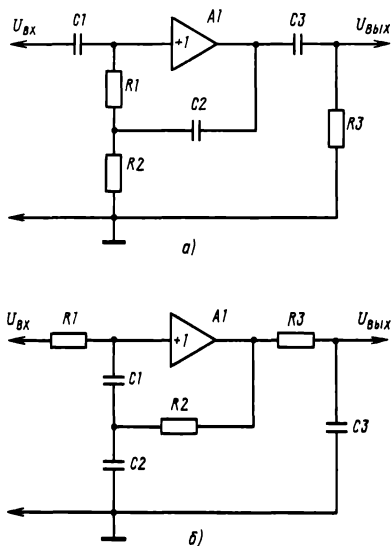 Uвх C1 A1 C3 Uвых
+1
R1
C2
R3
R2
а)
Uвх R1 A1 R3 Uвых
+1
C1
R2
C3
C2
б)